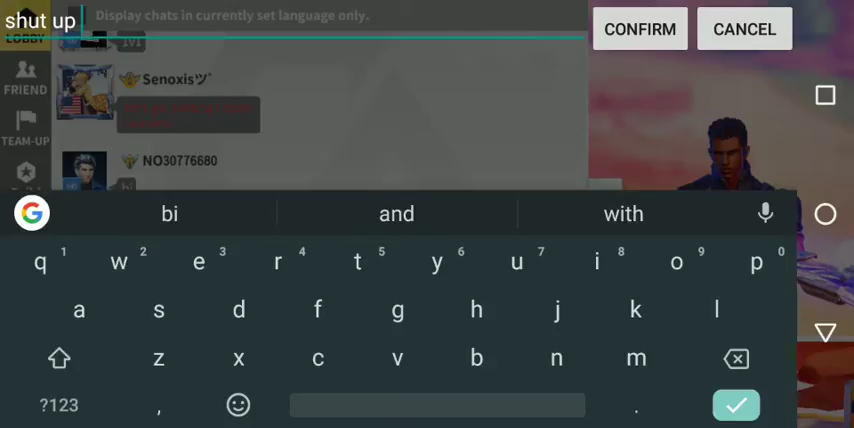 shut up
Display chats in currently set language only.
CONFIRM
CANCEL
LOBBY
lvl
FRIEND
Senoxisツ
TEAM-UP
NO30776680
hi
G
bi and with
q 1 w 2 e 3 r 4 t 5 y 6 u 7 i 8 o 9 p 0
a s d f g h j k l
z x c v b n m
?123 , .